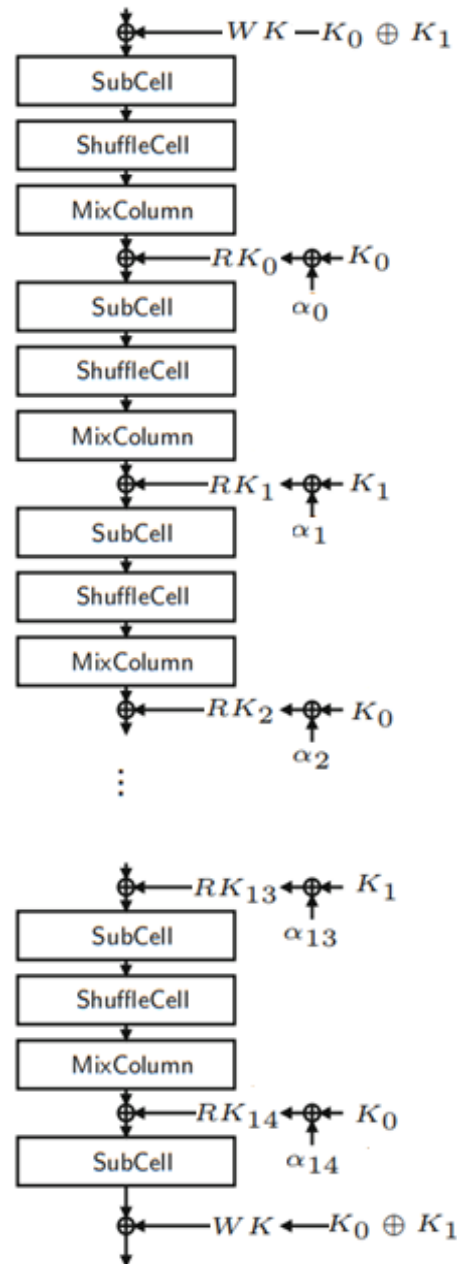 WK K₀ ⊕ K₁
SubCell
ShuffleCell
MixColumn
RK₀ K₀
α₀
SubCell
ShuffleCell
MixColumn
RK₁ K₁
α₁
SubCell
ShuffleCell
MixColumn
RK₂ K₀
α₂
⋮
RK₁₃ K₁
α₁₃
SubCell
ShuffleCell
MixColumn
RK₁₄ K₀
α₁₄
SubCell
WK K₀ ⊕ K₁